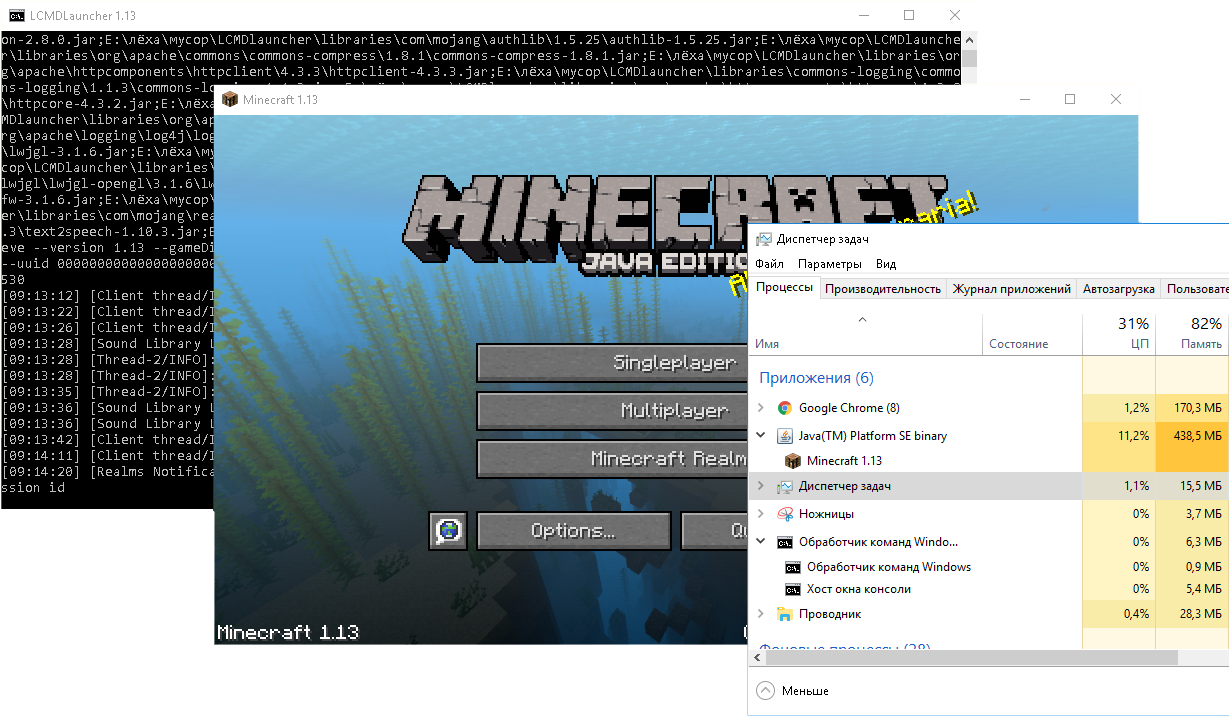 LCMDLauncher 1.13
on-2.8.0.jar;E:\лёха\мусор\LCMDlauncher\libraries\com\mojang\authlib\1.5.25\authlib-1.5.25.jar;E:\лёха\мусор\LCMDlaunche
r\libraries\org\apache\commons\commons-compress\1.8.1\commons-compress-1.8.1.jar;E:\лёха\мусор\LCMDlauncher\libraries\or
g\apache\httpcomponents\httpclient\4.3.3\httpclient-4.3.3.jar;E:\лёха\мусор\LCMDlauncher\libraries\commons-logging\commo
ns-logging\1.1.3\commons-lo
\httpcore-4.3.2.jar;E:\лёх
MDlauncher\libraries\org\ap
rg\apache\logging\log4j\log
\lwjgl-3.1.6.jar;E:\лёха\му
cop\LCMDlauncher\libraries\
lwjgl\lwjgl-opengl\3.1.6\lw
fw-3.1.6.jar;E:\лёха\мусор\
er\libraries\com\mojang\rea
.3\text2speech-1.10.3.jar;E
eve --version 1.13 --gameDi
--uuid 00000000000000000000
530
[09:13:12] [Client thread/I
[09:13:22] [Client thread/I
[09:13:26] [Client thread/I
[09:13:28] [Sound Library L
[09:13:28] [Thread-2/INFO]:
[09:13:28] [Thread-2/INFO]:
[09:13:35] [Thread-2/INFO]:
[09:13:36] [Sound Library L
[09:13:36] [Sound Library L
[09:13:42] [Client thread/I
[09:14:11] [Client thread/I
[09:14:20] [Realms Notifica
ssion id
Minecraft 1.13
MINECRAFT
JAVA EDITIO
Singleplayer
Multiplayer
Minecraft Realm
Options... Qu
Minecraft 1.13
Диспетчер задач
Файл Параметры Вид
Процессы Производительность Журнал приложений Автозагрузка Пользовате
31% 82%
Имя Состояние ЦП Память
Приложения (6)
Google Chrome (8) 1,2% 170,3 МБ
Java(TM) Platform SE binary 11,2% 438,5 МБ
Minecraft 1.13
Диспетчер задач 1,1% 15,5 МБ
Ножницы 0% 3,7 МБ
Обработчик команд Windo... 0% 6,3 МБ
Обработчик команд Windows 0% 0,9 МБ
Хост окна консоли 0% 5,4 МБ
Проводник 0,4% 28,3 МБ
Фоновые процессы (28)
Меньше